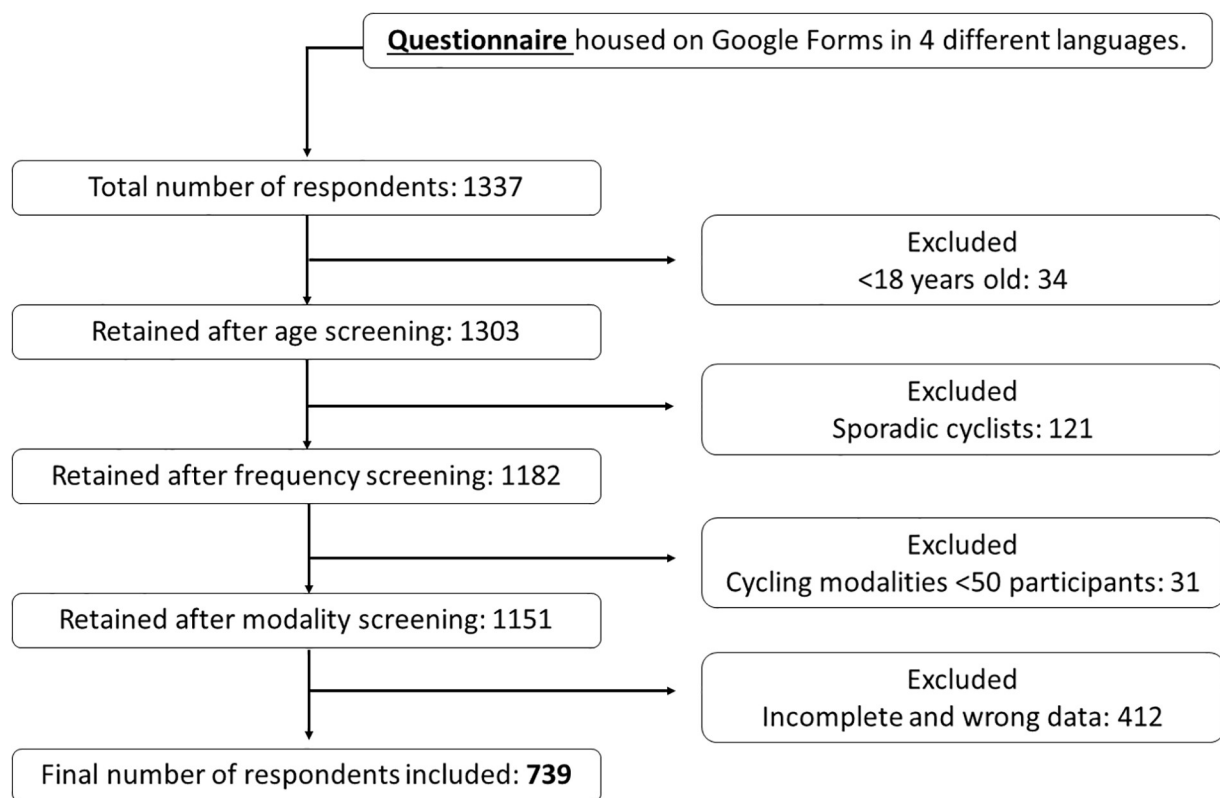 Questionnaire housed on Google Forms in 4 different languages.
Total number of respondents: 1337
Excluded
<18 years old: 34
Retained after age screening: 1303
Excluded
Sporadic cyclists: 121
Retained after frequency screening: 1182
Excluded
Cycling modalities <50 participants: 31
Retained after modality screening: 1151
Excluded
Incomplete and wrong data: 412
Final number of respondents included: 739